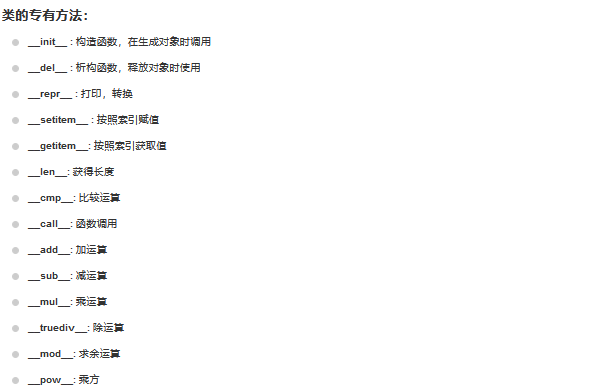 类的专有方法：
__init__ : 构造函数，在生成对象时调用
__del__ : 析构函数，释放对象时使用
__repr__ : 打印，转换
__setitem__ : 按照索引赋值
__getitem__: 按照索引获取值
__len__: 获得长度
__cmp__: 比较运算
__call__: 函数调用
__add__: 加运算
__sub__: 减运算
__mul__: 乘运算
__truediv__: 除运算
__mod__: 求余运算
__pow__: 乘方